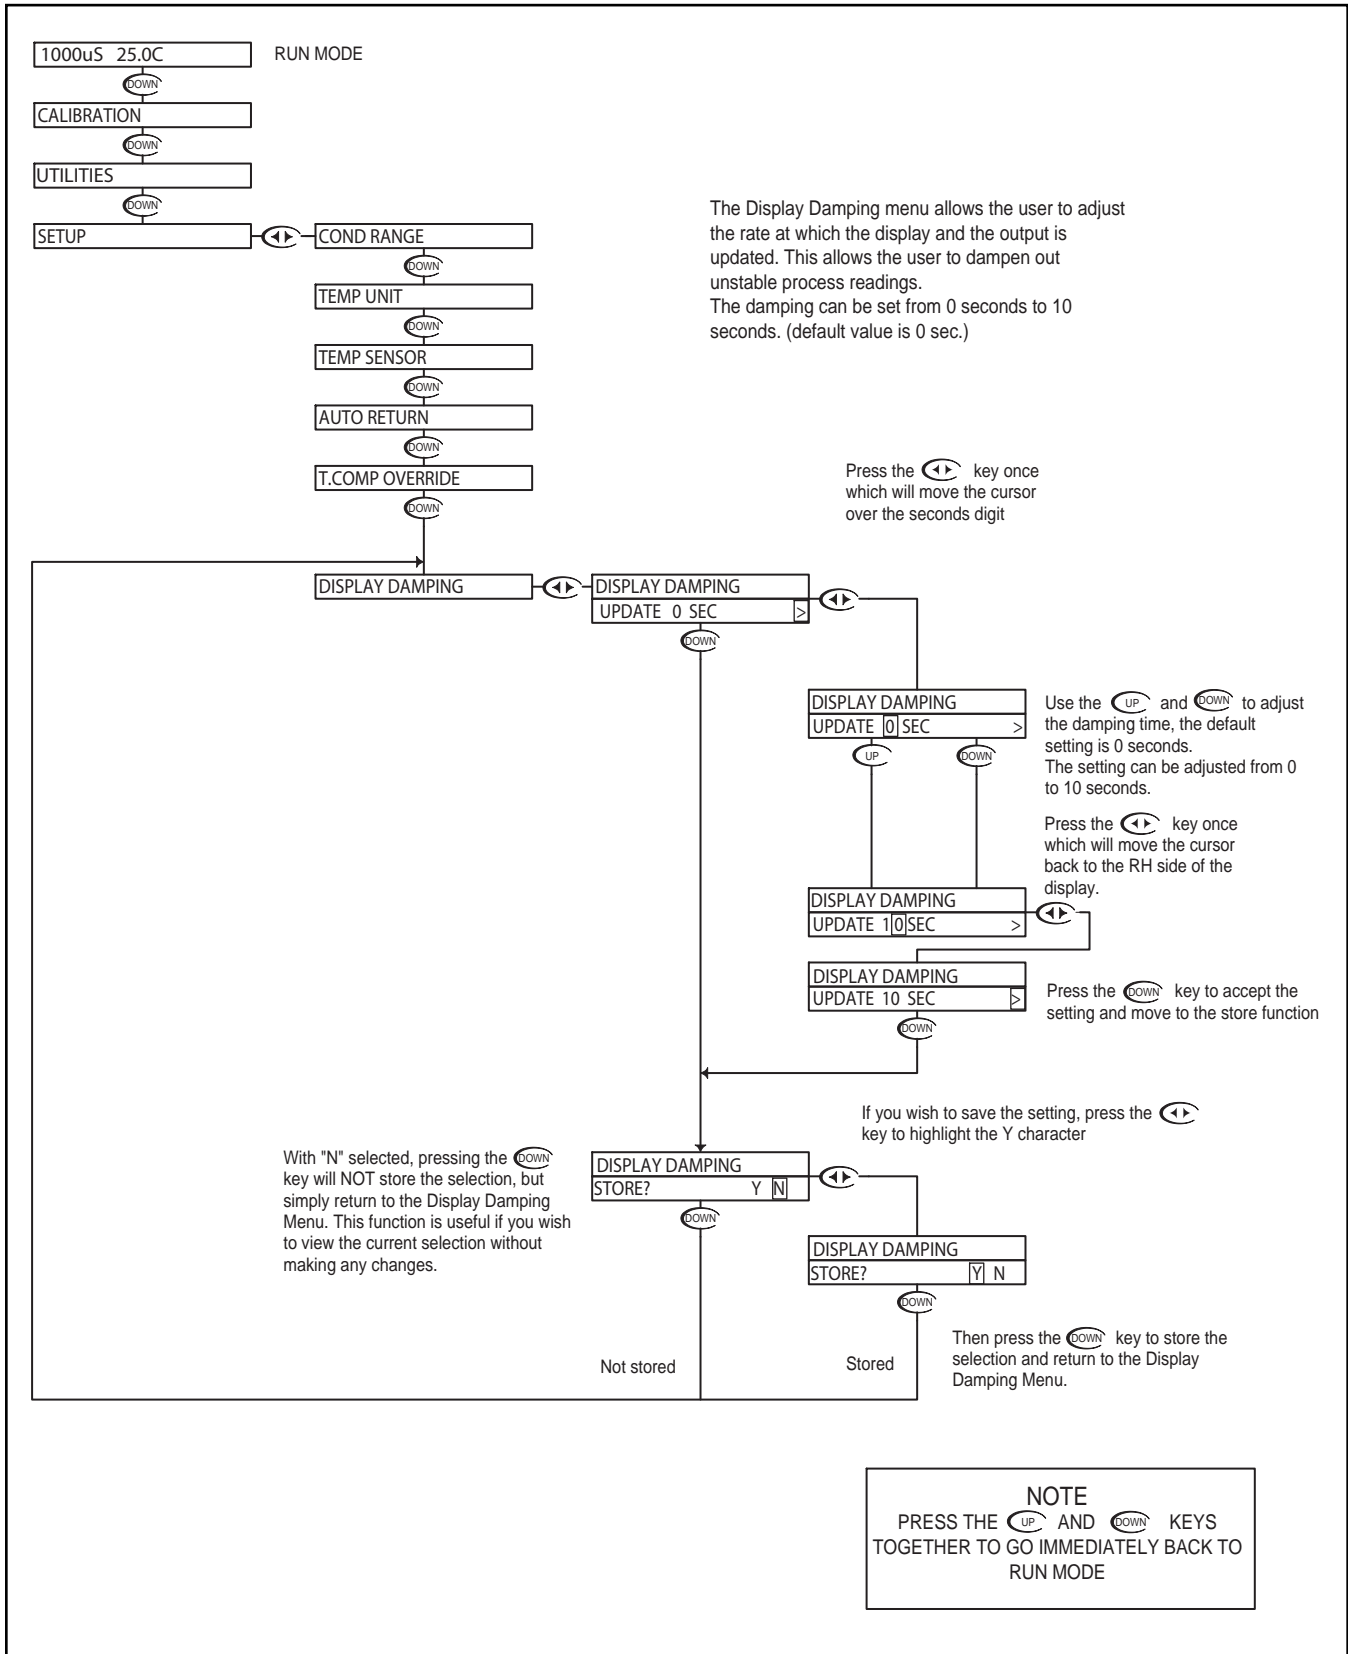 1000uS 25.0C
RUN MODE
DOWN
CALIBRATION
DOWN
UTILITIES
DOWN
SETUP
COND RANGE
DOWN
TEMP UNIT
DOWN
TEMP SENSOR
DOWN
AUTO RETURN
DOWN
T.COMP OVERRIDE
DOWN
The Display Damping menu allows the user to adjust
the rate at which the display and the output is
updated. This allows the user to dampen out
unstable process readings.
The damping can be set from 0 seconds to 10
seconds. (default value is 0 sec.)
Press the key once
which will move the cursor
over the seconds digit
DISPLAY DAMPING
DISPLAY DAMPING
UPDATE 0 SEC >
DOWN
DISPLAY DAMPING
UPDATE 0 SEC >
UP DOWN
Use the UP and DOWN to adjust
the damping time, the default
setting is 0 seconds.
The setting can be adjusted from 0
to 10 seconds.
Press the key once
which will move the cursor
back to the RH side of the
display.
DISPLAY DAMPING
UPDATE 10 SEC >
DISPLAY DAMPING
UPDATE 10 SEC >
DOWN
Press the DOWN key to accept the
setting and move to the store function
If you wish to save the setting, press the
key to highlight the Y character
With "N" selected, pressing the DOWN
key will NOT store the selection, but
simply return to the Display Damping
Menu. This function is useful if you wish
to view the current selection without
making any changes.
DISPLAY DAMPING
STORE? Y N
DOWN
DISPLAY DAMPING
STORE? Y N
DOWN
Then press the DOWN key to store the
selection and return to the Display
Damping Menu.
Not stored
Stored
NOTE
PRESS THE UP AND DOWN KEYS
TOGETHER TO GO IMMEDIATELY BACK TO
RUN MODE